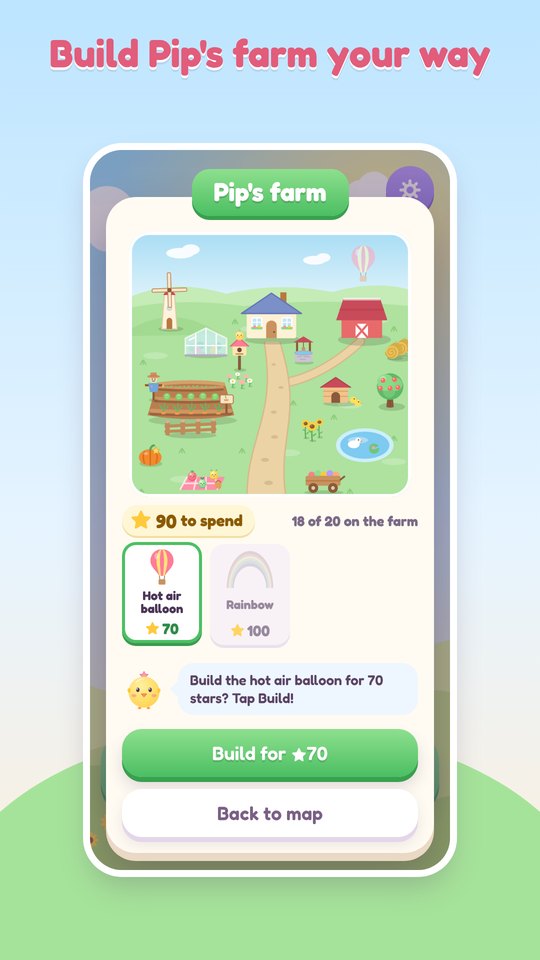 Build Pip's farm your way
Pip's farm
90 to spend
18 of 20 on the farm
Hot air
balloon
70
Rainbow
100
Build the hot air balloon for 70
stars? Tap Build!
Build for ★70
Back to map